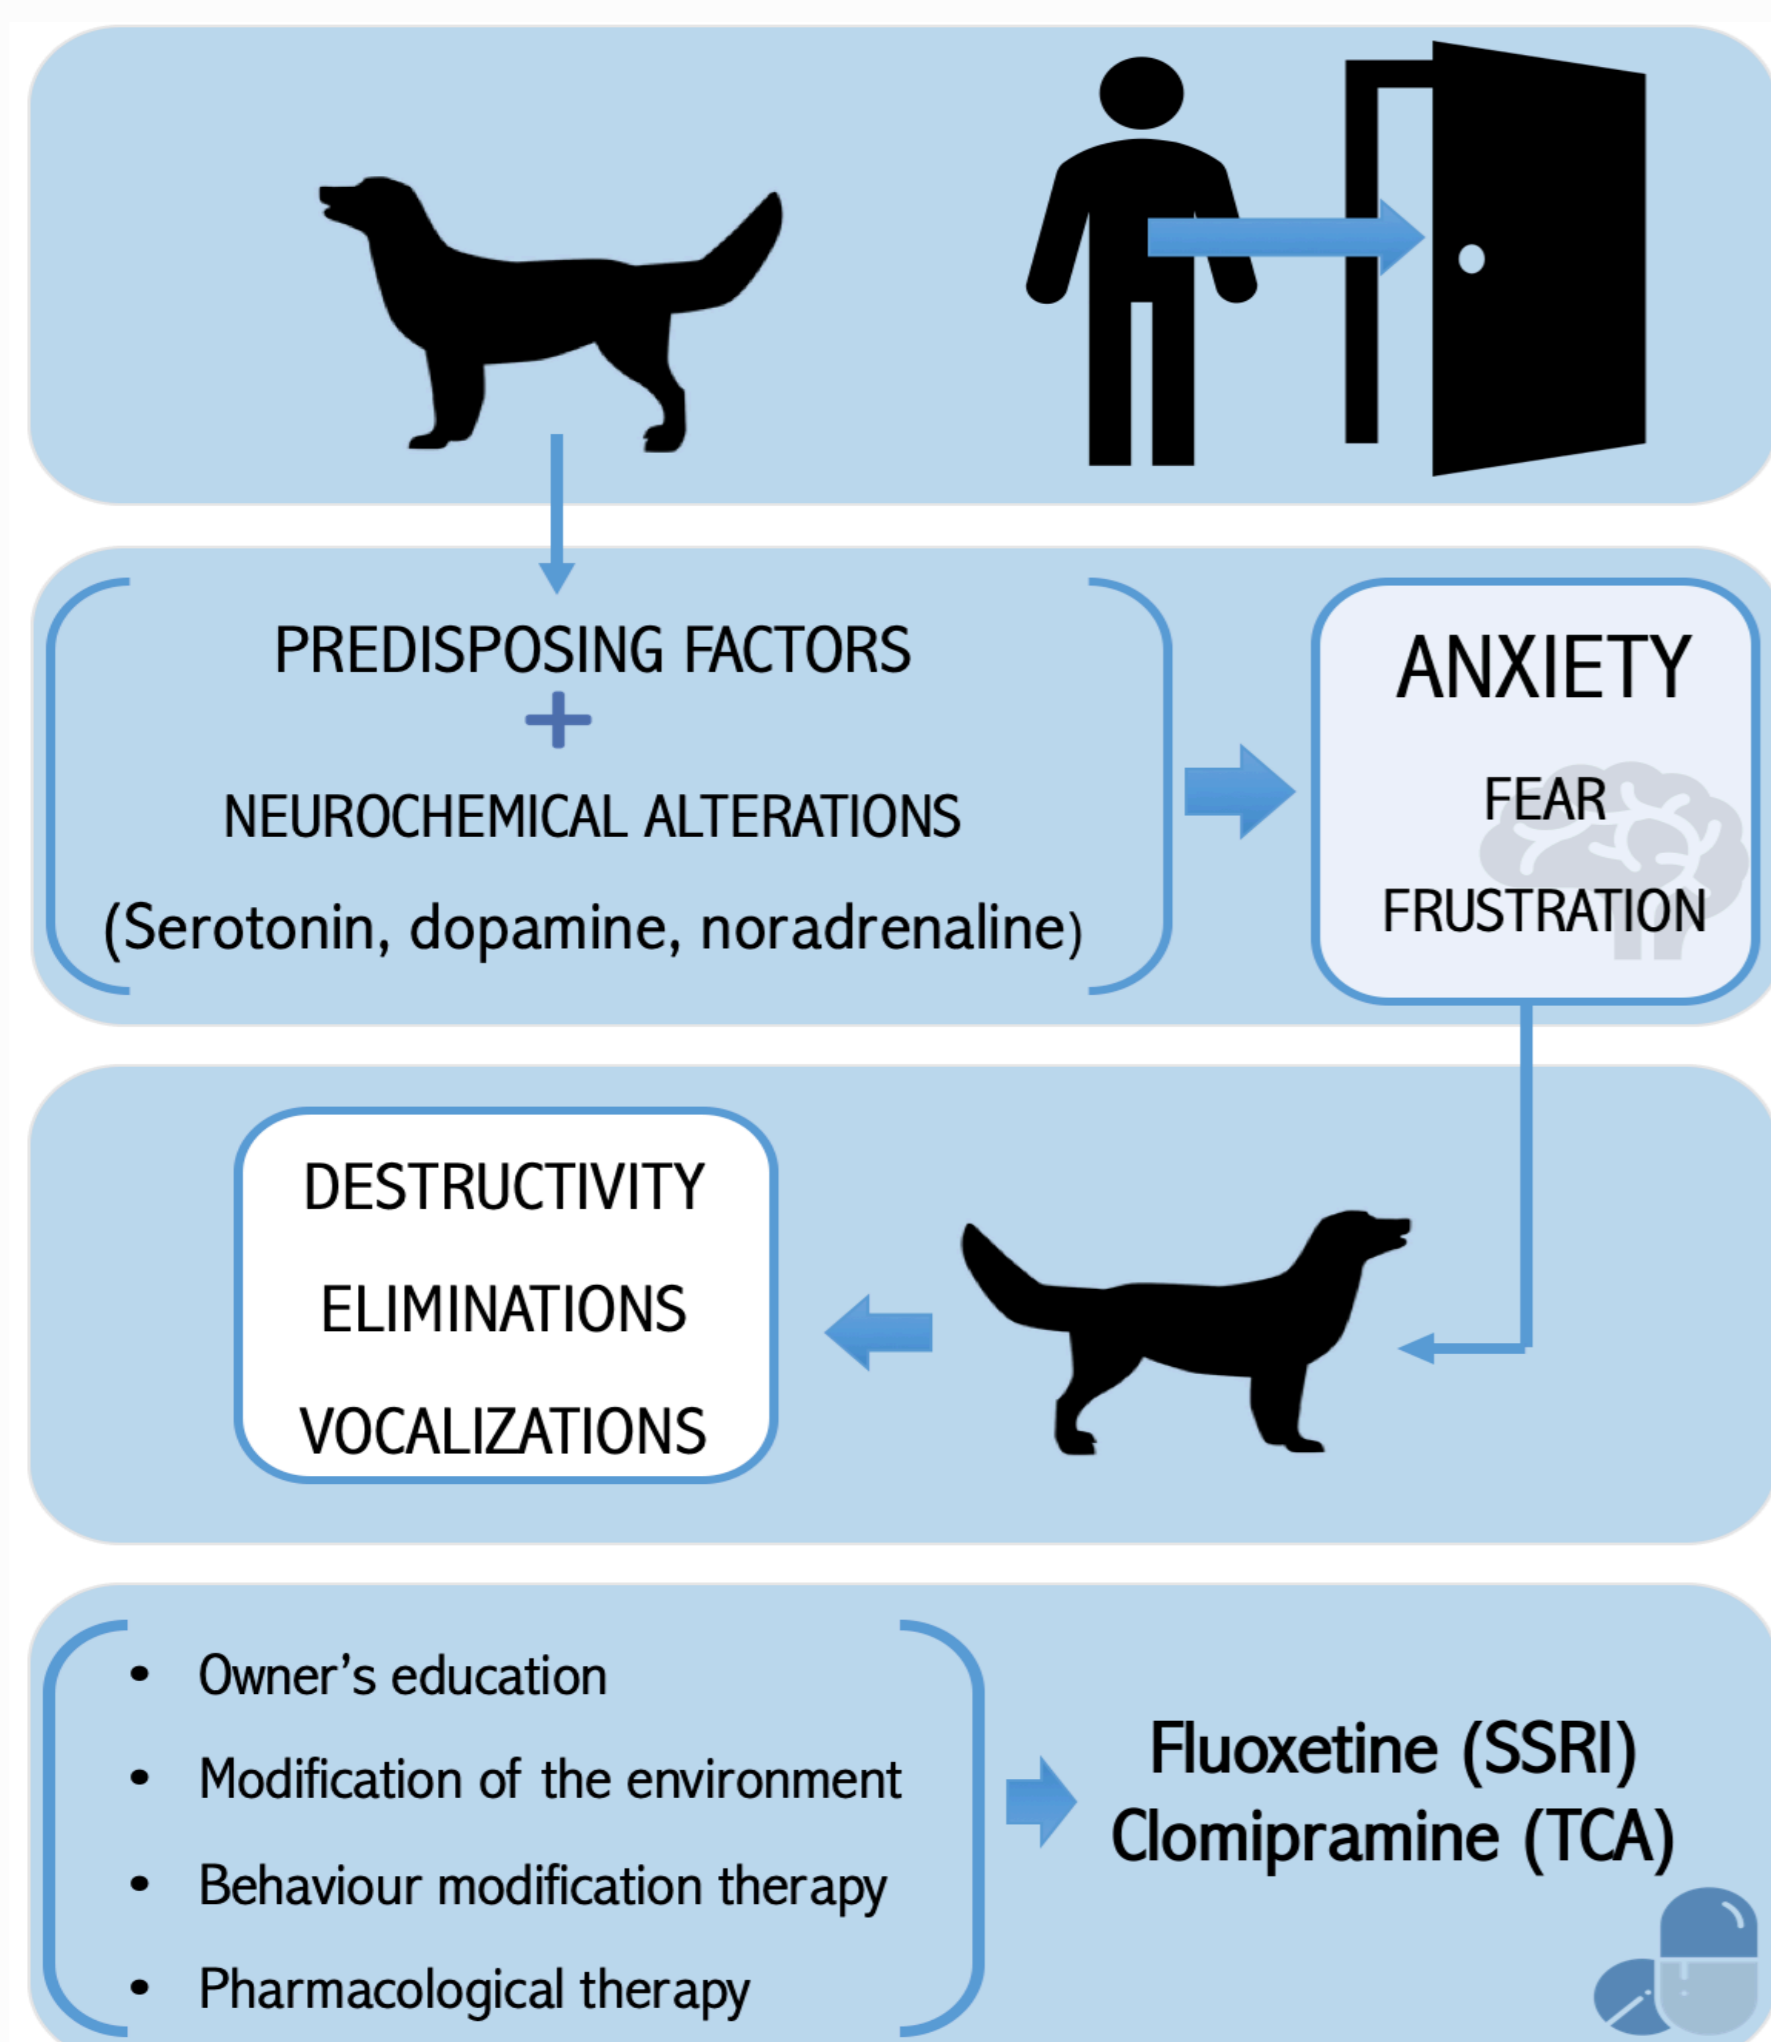 PREDISPOSING FACTORS
+
NEUROCHEMICAL ALTERATIONS
(Serotonin, dopamine, noradrenaline)
ANXIETY
FEAR
FRUSTRATION
DESTRUCTIVITY
ELIMINATIONS
VOCALIZATIONS
• Owner’s education
• Modification of the environment
• Behaviour modification therapy
• Pharmacological therapy
Fluoxetine (SSRI)
Clomipramine (TCA)